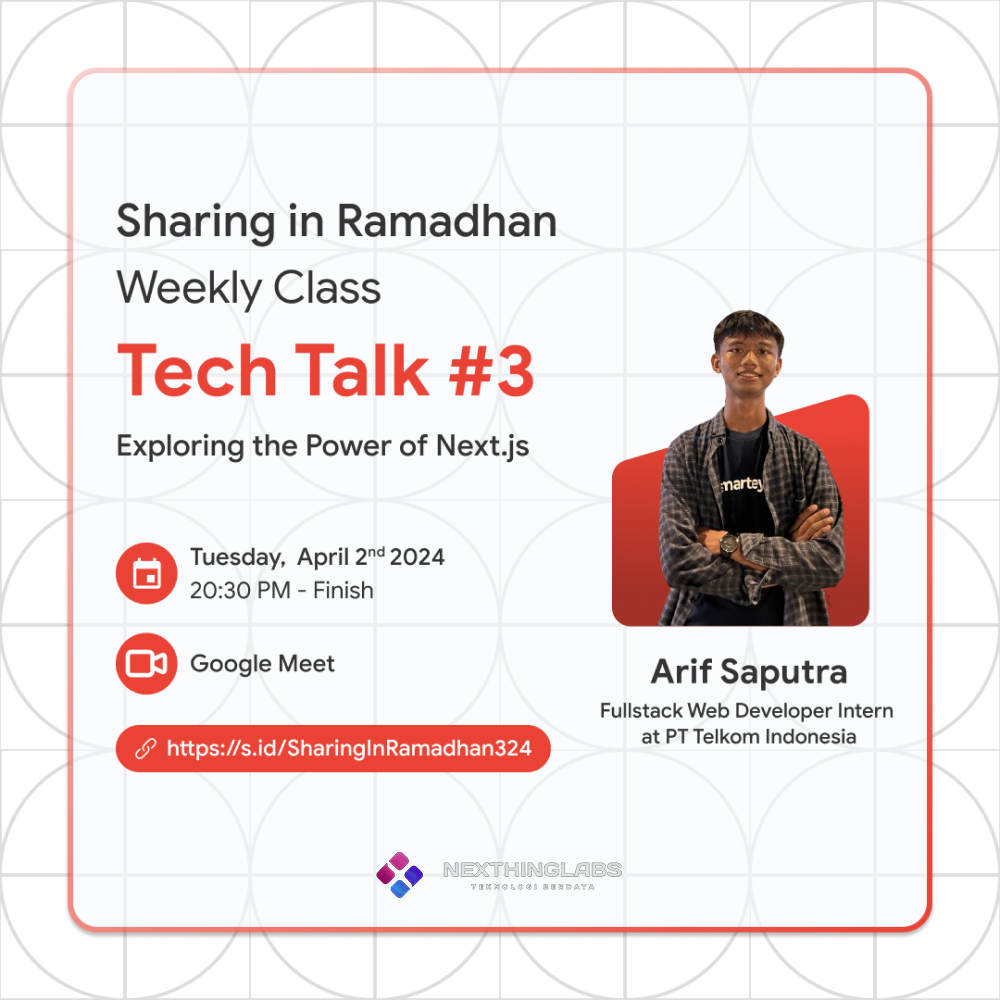 Sharing in Ramadhan
Weekly Class
Tech Talk #3
Exploring the Power of Next.js
Tuesday, April 2nd 2024
20:30 PM - Finish
Google Meet
https://s.id/SharingInRamadhan324
martey
Arif Saputra
Fullstack Web Developer Intern
at PT Telkom Indonesia
NEXTHINGLABS
TEKNOLOGI BERDAYA